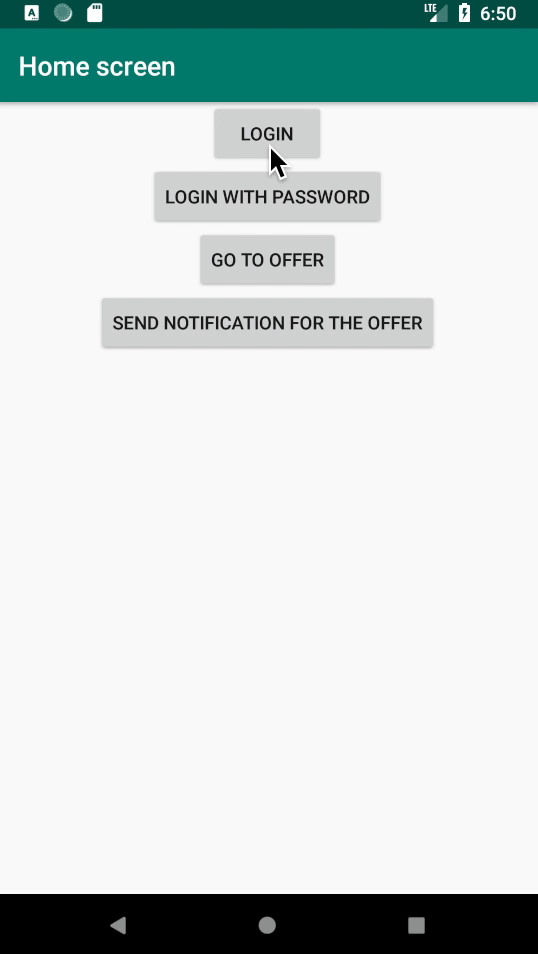 LTE 6:50
Home screen
LOGIN
LOGIN WITH PASSWORD
GO TO OFFER
SEND NOTIFICATION FOR THE OFFER